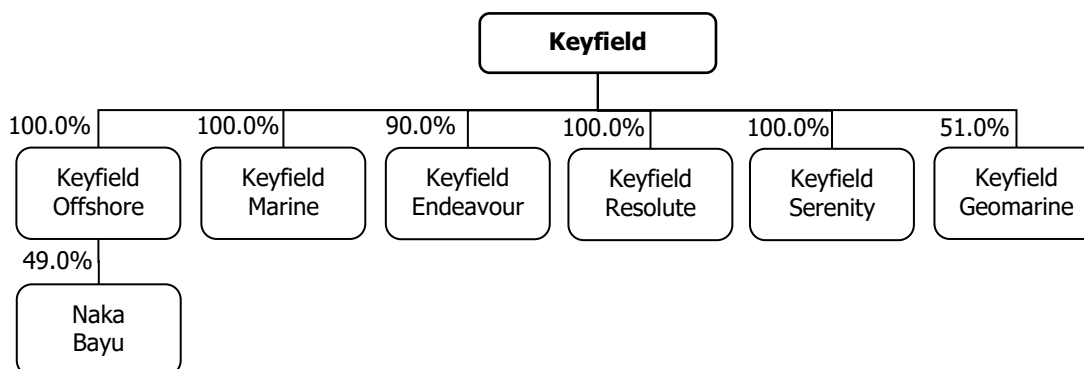 Keyfield
100.0%
100.0%
90.0%
100.0%
100.0%
51.0%
Keyfield
Offshore
Keyfield
Marine
Keyfield
Endeavour
Keyfield
Resolute
Keyfield
Serenity
Keyfield
Geomarine
49.0%
Naka
Bayu